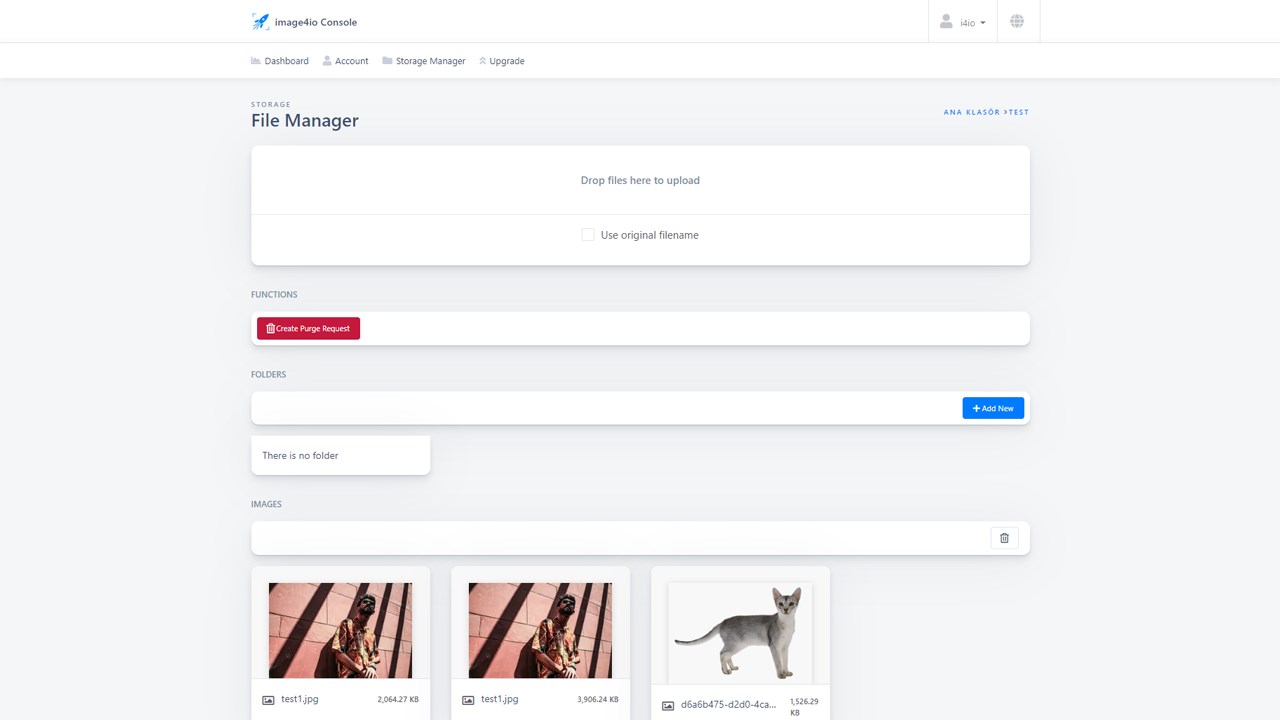 image4io Console
i4io
Dashboard
Account
Storage Manager
Upgrade
STORAGE
File Manager
ANA KLASÖR >TEST
Drop files here to upload
Use original filename
FUNCTIONS
Create Purge Request
FOLDERS
+ Add New
There is no folder
IMAGES
test1.jpg
2,064.27 KB
test1.jpg
3,906.24 KB
d6a6b475-d2d0-4ca...
1,526.29
KB